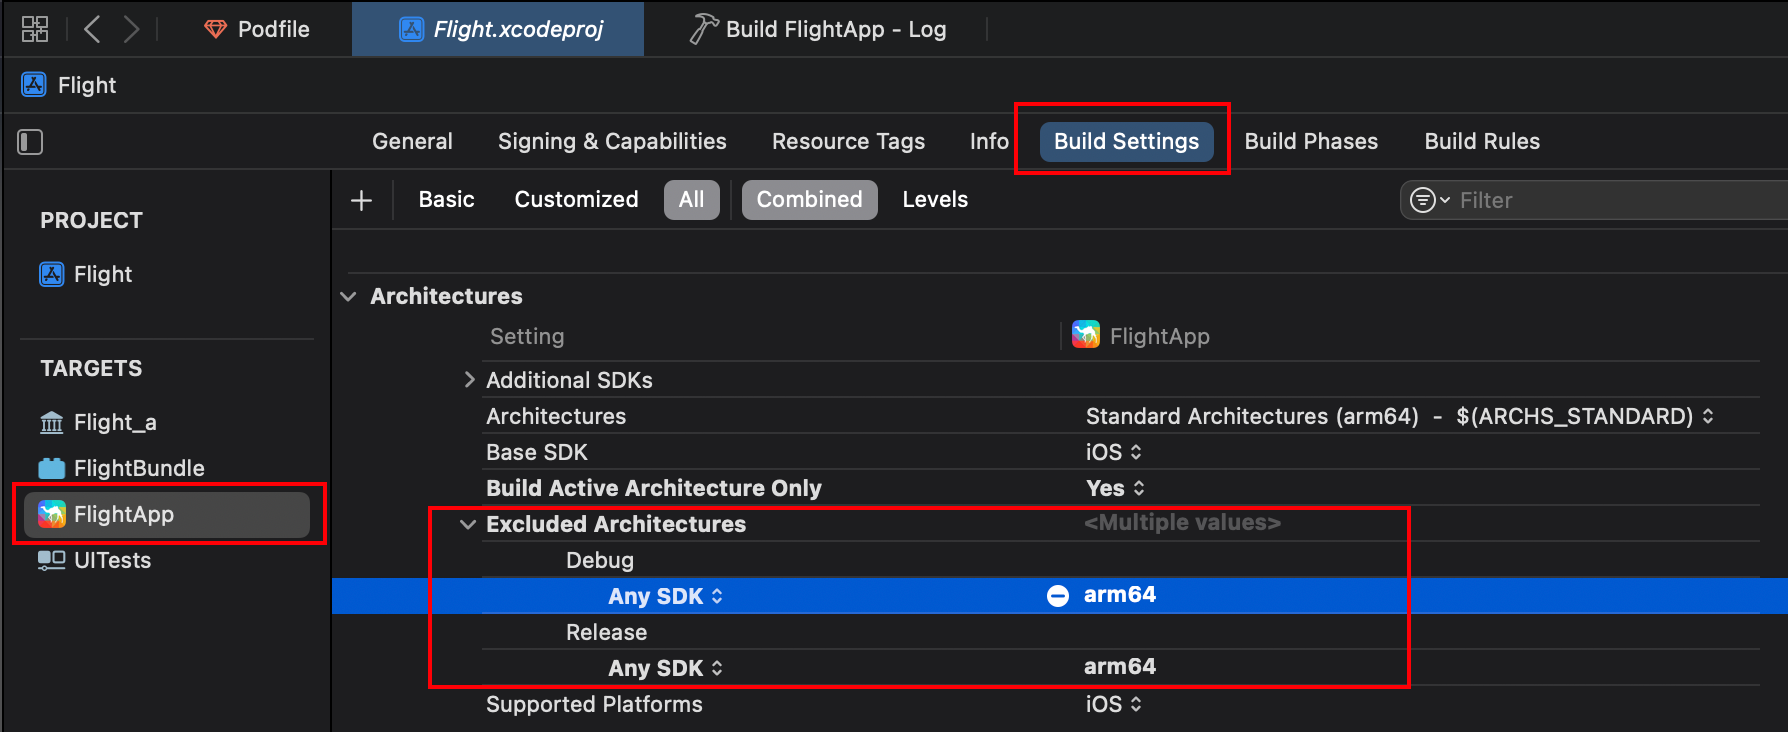 Podfile
Flight.xcodeproj
Build FlightApp - Log
Flight
General Signing & Capabilities Resource Tags Info Build Settings Build Phases Build Rules
Basic Customized All Combined Levels Filter
PROJECT
Flight
TARGETS
Flight_a
FlightBundle
FlightApp
UITests
Architectures
Setting FlightApp
Additional SDKs
Architectures Standard Architectures (arm64) - $(ARCHS_STANDARD)
Base SDK iOS
Build Active Architecture Only Yes
Excluded Architectures <Multiple values>
Debug
Any SDK arm64
Release
Any SDK arm64
Supported Platforms iOS